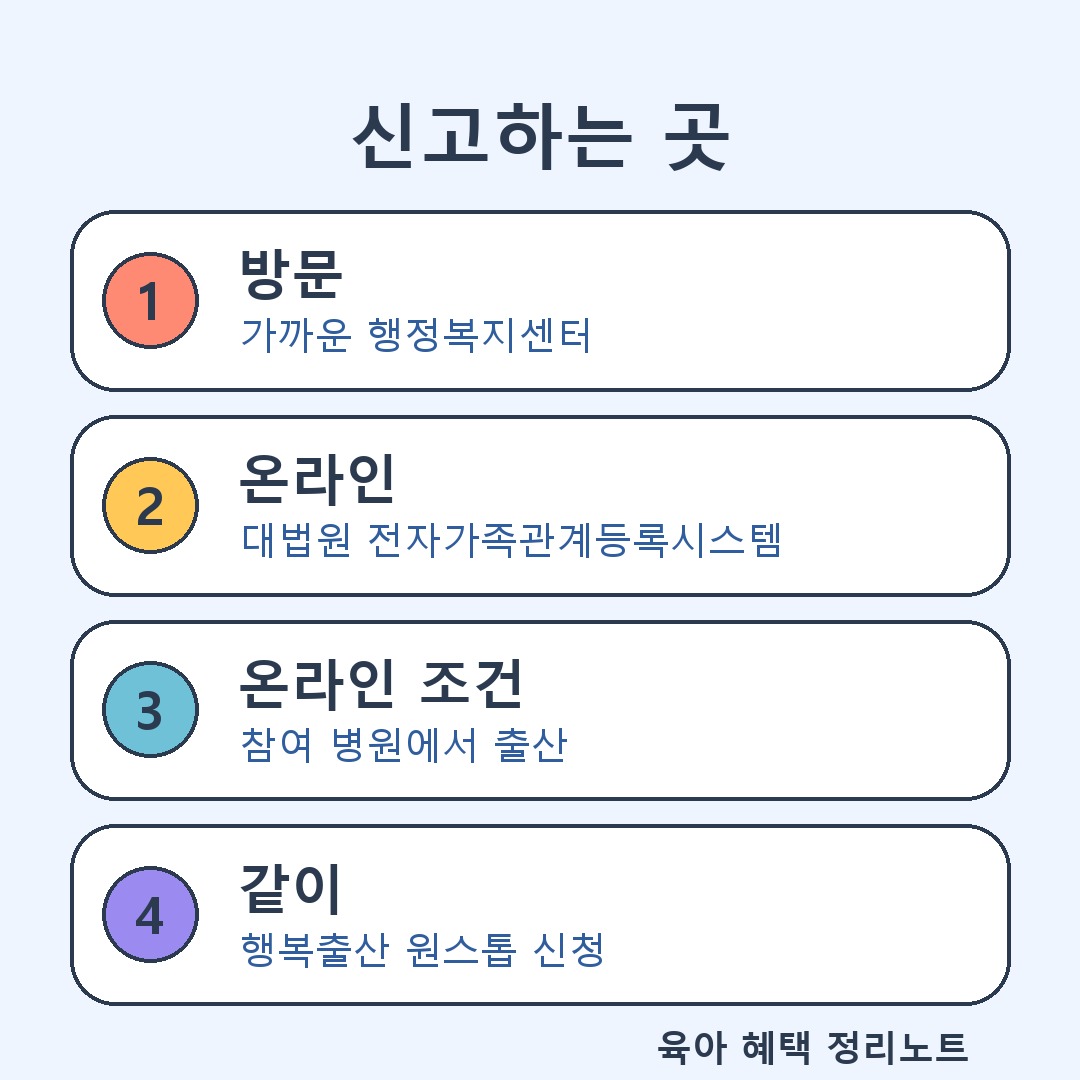 신고하는 곳
1
방문
가까운 행정복지센터
2
온라인
대법원 전자가족관계등록시스템
3
온라인 조건
참여 병원에서 출산
4
같이
행복출산 원스톱 신청
육아 혜택 정리노트